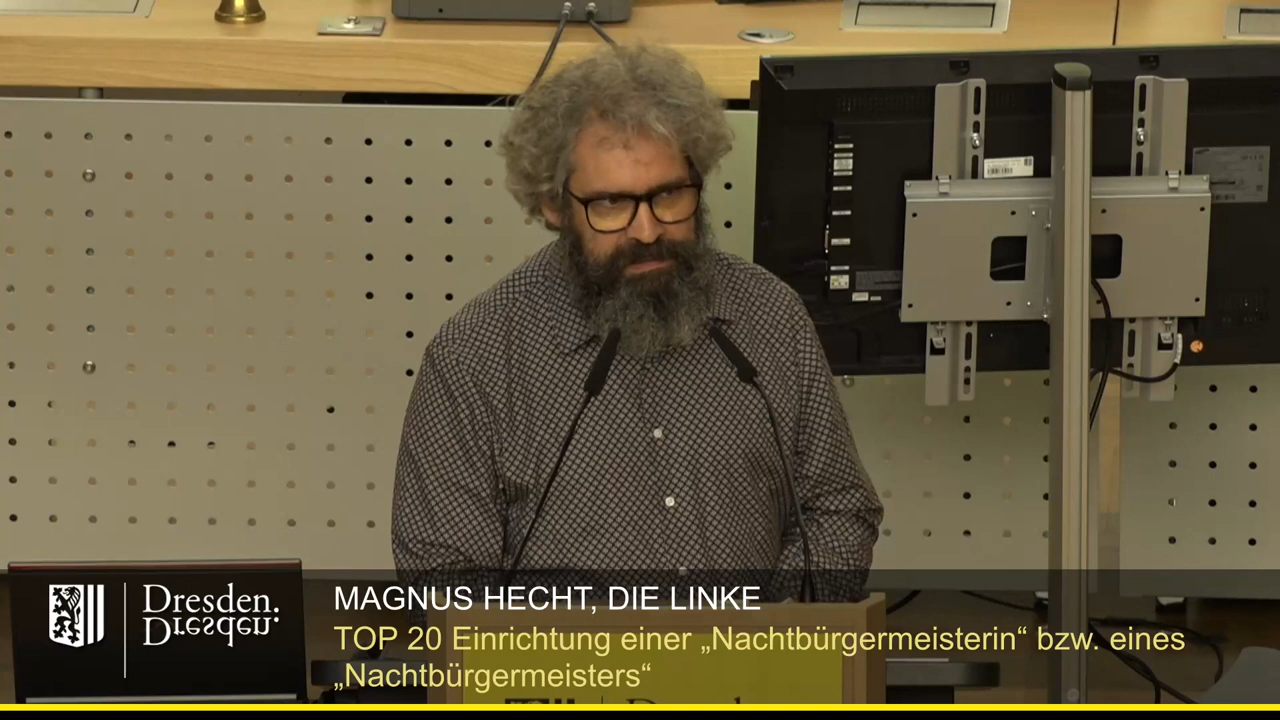 Dresden.
Dresden.
MAGNUS HECHT, DIE LINKE
TOP 20 Einrichtung einer „Nachtbürgermeisterin“ bzw. eines
„Nachtbürgermeisters“